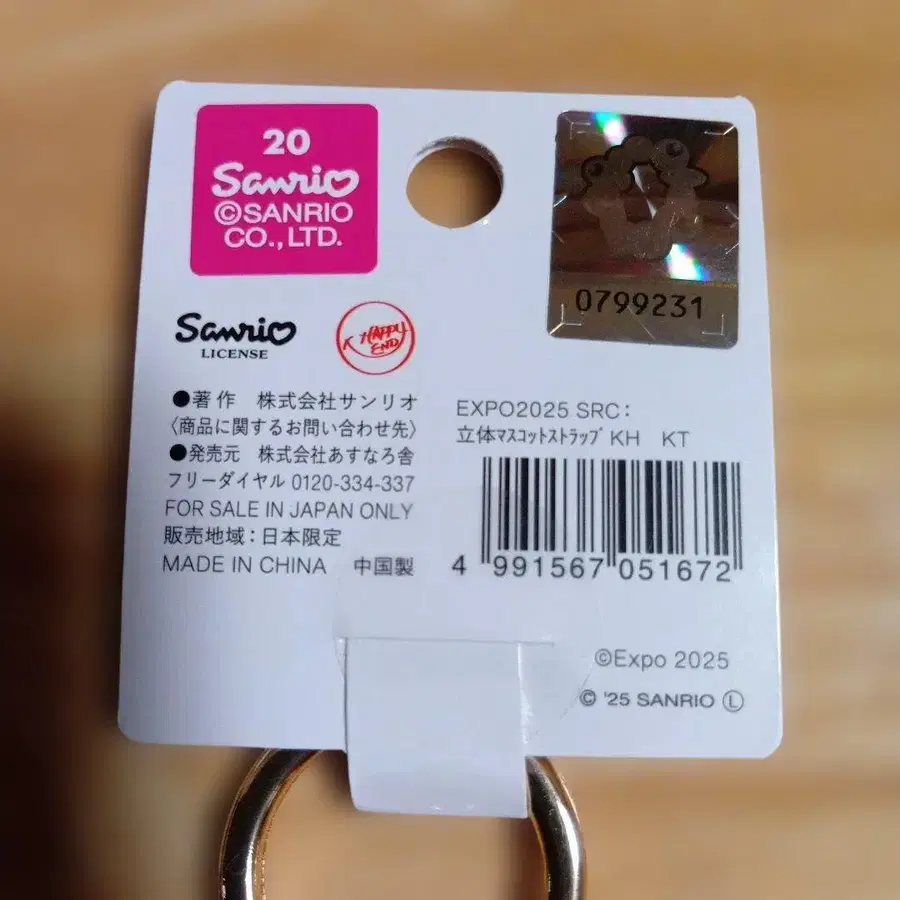 20
Sanrio
©SANRIO
CO.,LTD.
0799231
Sanrio
LICENSE
K HAPPY
END
●著作 株式会社サンリオ
〈商品に関するお問い合わせ先〉
●発売元 株式会社あすなろ舎
フリーダイヤル 0120-334-337
FOR SALE IN JAPAN ONLY
販売地域:日本限定
MADE IN CHINA 中国製
EXPO2025 SRC:
立体ﾏｽｺｯﾄｽﾄﾗｯﾌﾟ KH KT
4 991567 051672
©Expo 2025
© '25 SANRIO Ⓛ